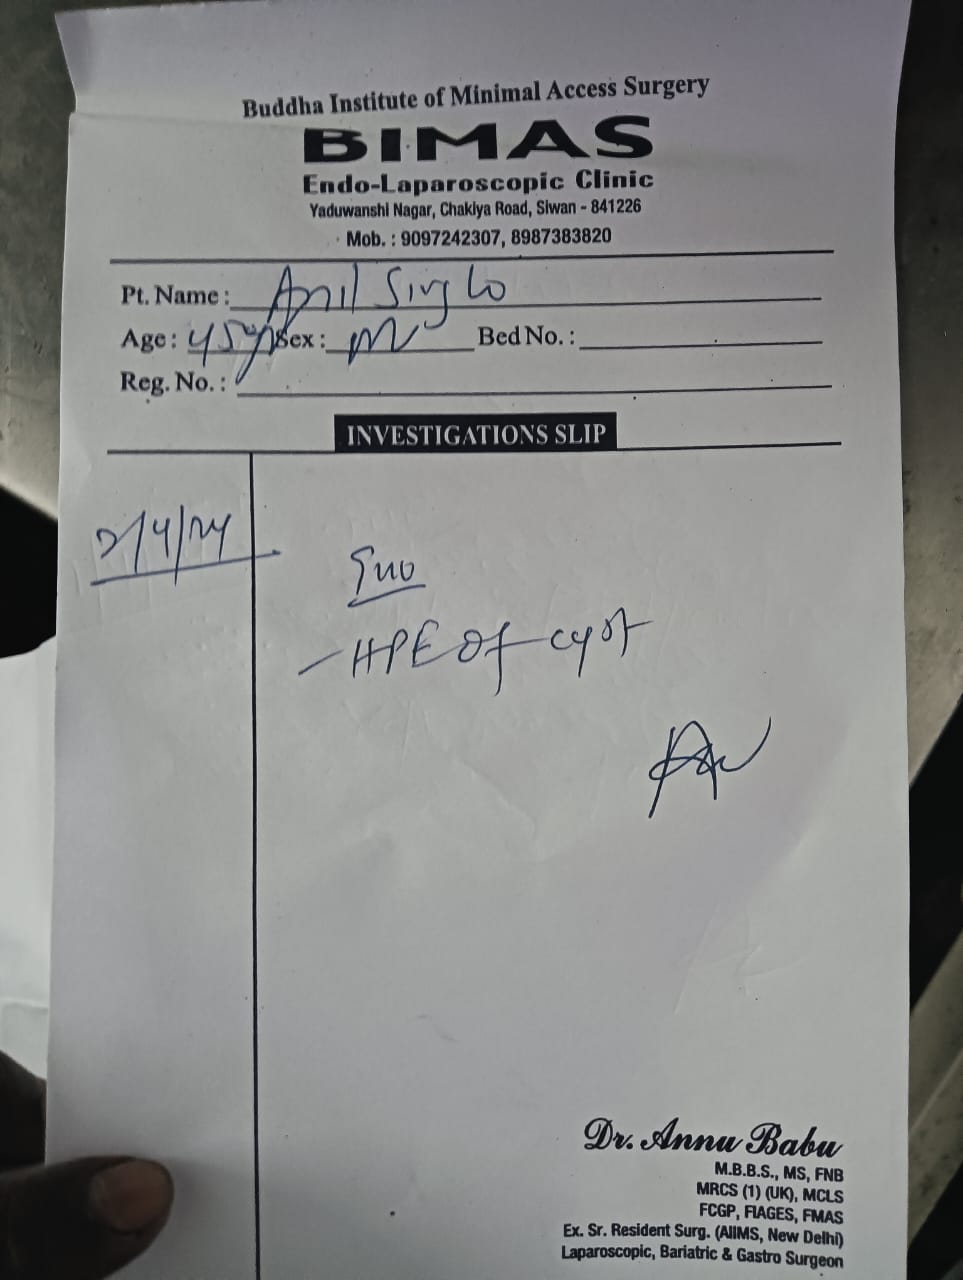 Buddha Institute of Minimal Access Surgery
BIMAS
Endo-Laparoscopic Clinic
Yaduwanshi Nagar, Chakiya Road, Siwan - 841226
Mob. : 9097242307, 8987383820
Pt. Name : Anil Singh
Age : 45 Sex : M Bed No. :
Reg. No. :
INVESTIGATIONS SLIP
2/4/24
- HPE of cyst
Dr. Annu Babu
M.B.B.S., MS, FNB
MRCS (1) (UK), MCLS
FCGP, FIAGES, FMAS
Ex. Sr. Resident Surg. (AIIMS, New Delhi)
Laparoscopic, Bariatric & Gastro Surgeon